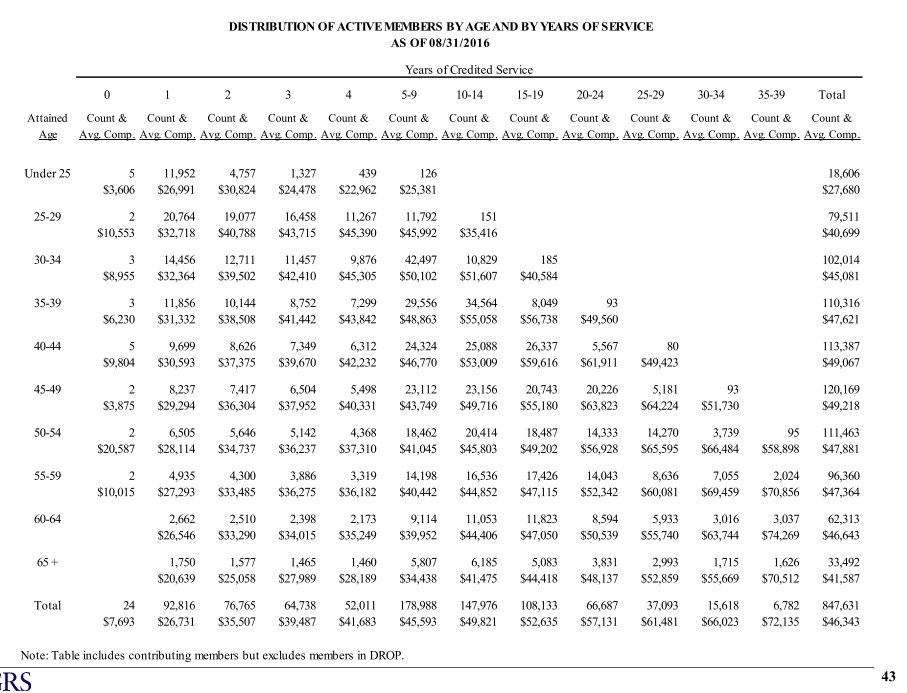 DISTRIBUTION OF ACTIVE MEMBERS BY AGE AND BY YEARS OF SERVICE
AS OF 08/31/2016
Years of Credited Service
0 1 2 3 4 5-9 10-14 15-19 20-24 25-29 30-34 35-39 Total
Attained Count & Count & Count & Count & Count & Count & Count & Count & Count & Count & Count & Count & Count &
Age Avg. Comp. Avg. Comp. Avg. Comp. Avg. Comp. Avg. Comp. Avg. Comp. Avg. Comp. Avg. Comp. Avg. Comp. Avg. Comp. Avg. Comp. Avg. Comp. Avg. Comp.
Under 25 5 11,952 4,757 1,327 439 126 18,606
$3,606 $26,991 $30,824 $24,478 $22,962 $25,381 $27,680
25-29 2 20,764 19,077 16,458 11,267 11,792 151 79,511
$10,553 $32,718 $40,788 $43,715 $45,390 $45,992 $35,416 $40,699
30-34 3 14,456 12,711 11,457 9,876 42,497 10,829 185 102,014
$8,955 $32,364 $39,502 $42,410 $45,305 $50,102 $51,607 $40,584 $45,081
35-39 3 11,856 10,144 8,752 7,299 29,556 34,564 8,049 93 110,316
$6,230 $31,332 $38,508 $41,442 $43,842 $48,863 $55,058 $56,738 $49,560 $47,621
40-44 5 9,699 8,626 7,349 6,312 24,324 25,088 26,337 5,567 80 113,387
$9,804 $30,593 $37,375 $39,670 $42,232 $46,770 $53,009 $59,616 $61,911 $49,423 $49,067
45-49 2 8,237 7,417 6,504 5,498 23,112 23,156 20,743 20,226 5,181 93 120,169
$3,875 $29,294 $36,304 $37,952 $40,331 $43,749 $49,716 $55,180 $63,823 $64,224 $51,730 $49,218
50-54 2 6,505 5,646 5,142 4,368 18,462 20,414 18,487 14,333 14,270 3,739 95 111,463
$20,587 $28,114 $34,737 $36,237 $37,310 $41,045 $45,803 $49,202 $56,928 $65,595 $66,484 $58,898 $47,881
55-59 2 4,935 4,300 3,886 3,319 14,198 16,536 17,426 14,043 8,636 7,055 2,024 96,360
$10,015 $27,293 $33,485 $36,275 $36,182 $40,442 $44,852 $47,115 $52,342 $60,081 $69,459 $70,856 $47,364
60-64 2,662 2,510 2,398 2,173 9,114 11,053 11,823 8,594 5,933 3,016 3,037 62,313
$26,546 $33,290 $34,015 $35,249 $39,952 $44,406 $47,050 $50,539 $55,740 $63,744 $74,269 $46,643
65 + 1,750 1,577 1,465 1,460 5,807 6,185 5,083 3,831 2,993 1,715 1,626 33,492
$20,639 $25,058 $27,989 $28,189 $34,438 $41,475 $44,418 $48,137 $52,859 $55,669 $70,512 $41,587
Total 24 92,816 76,765 64,738 52,011 178,988 147,976 108,133 66,687 37,093 15,618 6,782 847,631
$7,693 $26,731 $35,507 $39,487 $41,683 $45,593 $49,821 $52,635 $57,131 $61,481 $66,023 $72,135 $46,343
Note: Table includes contributing members but excludes members in DROP.
GRS 43